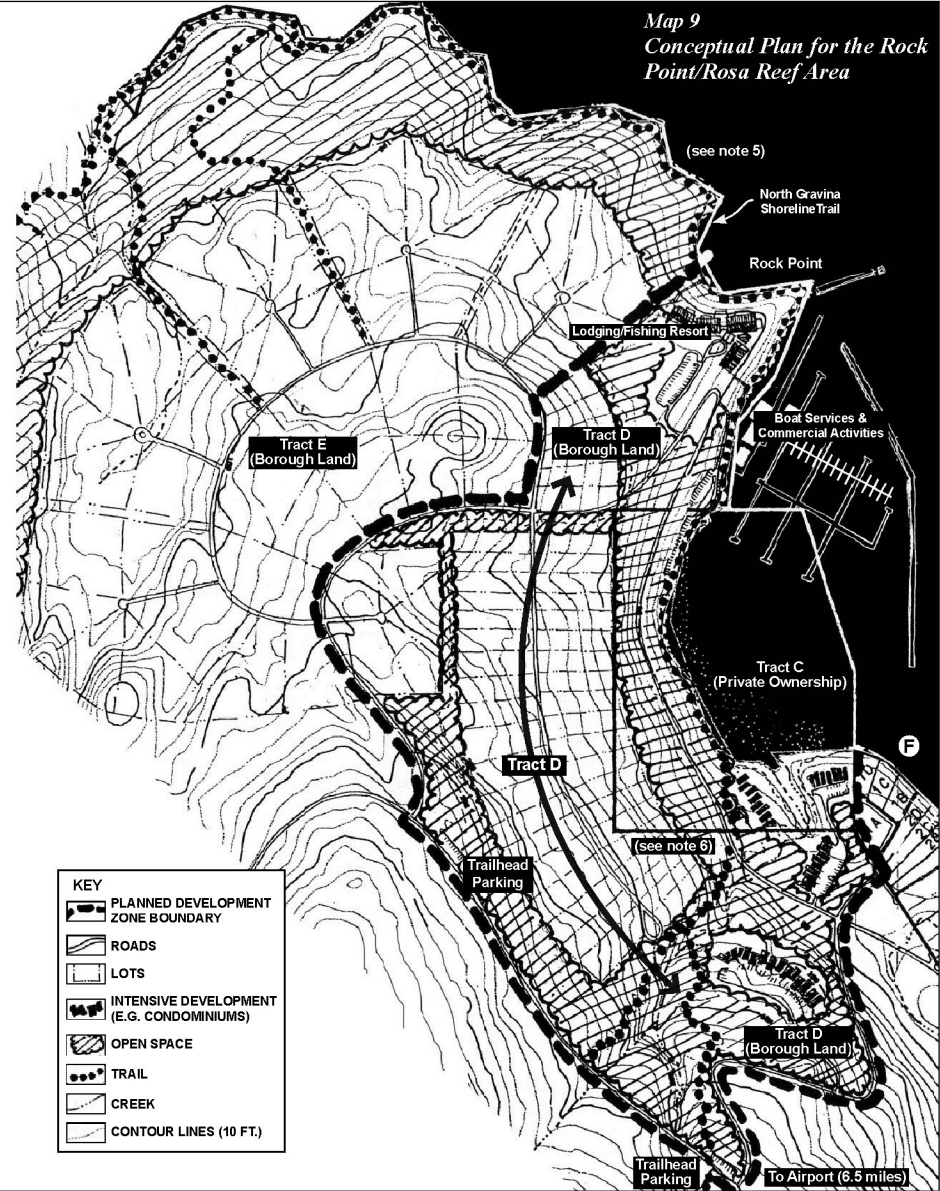 Map 9
Conceptual Plan for the Rock
Point/Rosa Reef Area
(see note 5)
North Gravina
Shoreline Trail
Rock Point
Lodging/Fishing Resort
Boat Services &
Commercial Activities
Tract E
(Borough Land)
Tract D
(Borough Land)
Tract C
(Private Ownership)
F
Tract D
(see note 6)
A
Trailhead
Parking
Tract D
(Borough Land)
Trailhead
Parking
To Airport (6.5 miles)
KEY
PLANNED DEVELOPMENT
ZONE BOUNDARY
ROADS
LOTS
INTENSIVE DEVELOPMENT
(E.G. CONDOMINIUMS)
OPEN SPACE
TRAIL
CREEK
CONTOUR LINES (10 FT.)